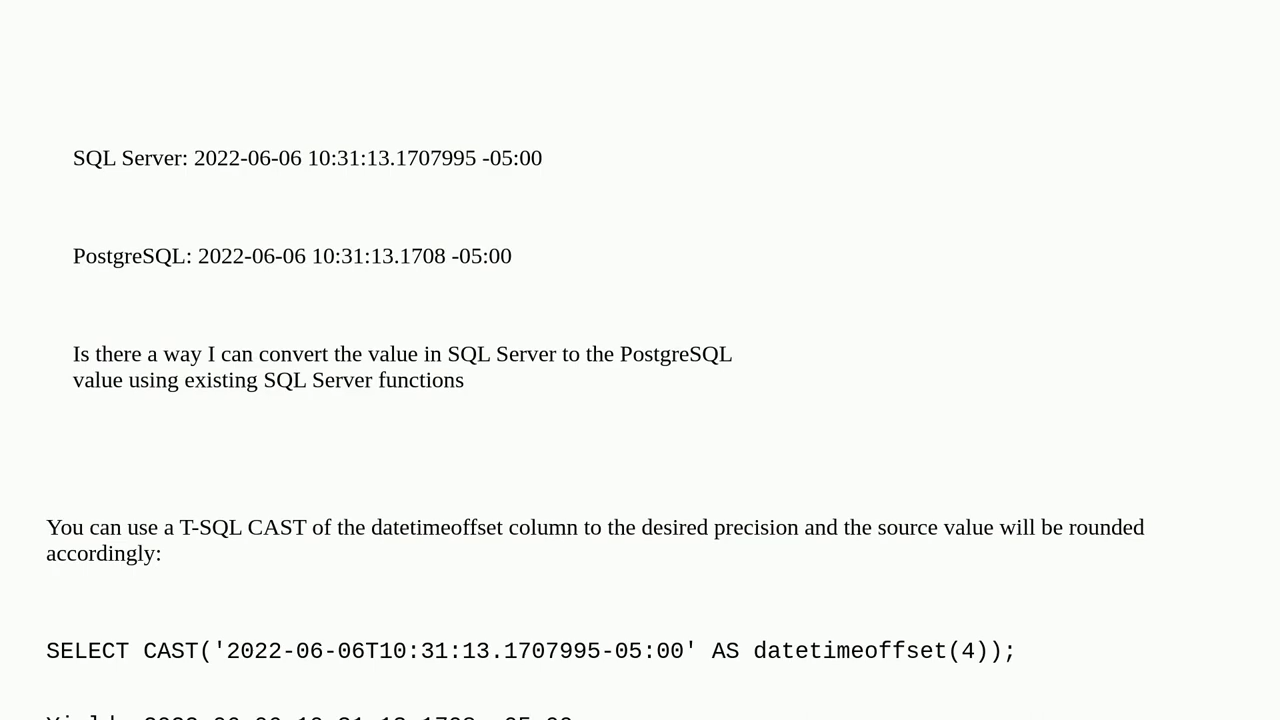 SQL Server: 2022-06-06 10:31:13.1707995 -05:00
PostgreSQL: 2022-06-06 10:31:13.1708 -05:00
Is there a way I can convert the value in SQL Server to the PostgreSQL
value using existing SQL Server functions
You can use a T-SQL CAST of the datetimeoffset column to the desired precision and the source value will be rounded
accordingly:
SELECT CAST('2022-06-06T10:31:13.1707995-05:00' AS datetimeoffset(4));